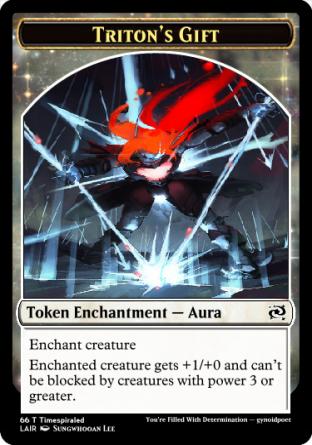 TRITON'S GIFT
Token Enchantment — Aura
Enchant creature
Enchanted creature gets +1/+0 and can't
be blocked by creatures with power 3 or
greater.
66 T Timespiraled
You're Filled With Determination — gynoidpoet
LAIR SUNGWHOOAN LEE